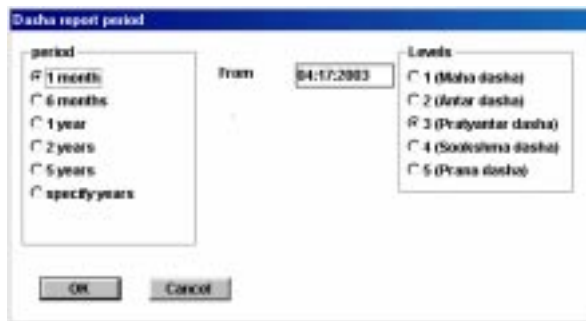 Dasha report period
period
1 month
6 months
1 year
2 years
5 years
specify years
From 04:17:2003
Levels
1 (Maha dasha)
2 (Antar dasha)
3 (Pratyantar dasha)
4 (Sookshma dasha)
5 (Prana dasha)
OK Cancel